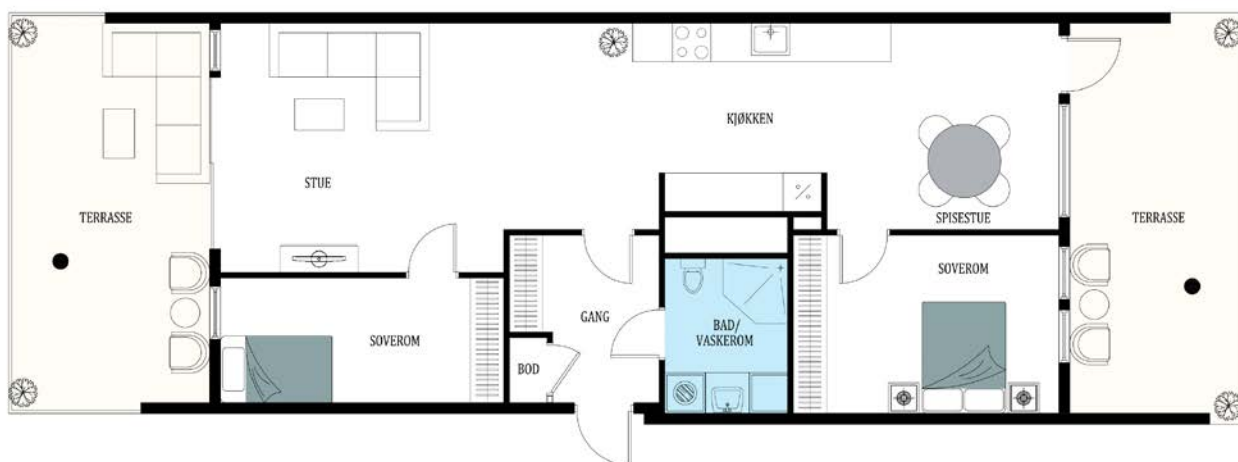 KJØKKEN
STUE
TERRASSE
SPISESTUE
TERRASSE
SOVEROM
GANG
BAD/
VASKEROM
SOVEROM
BOD